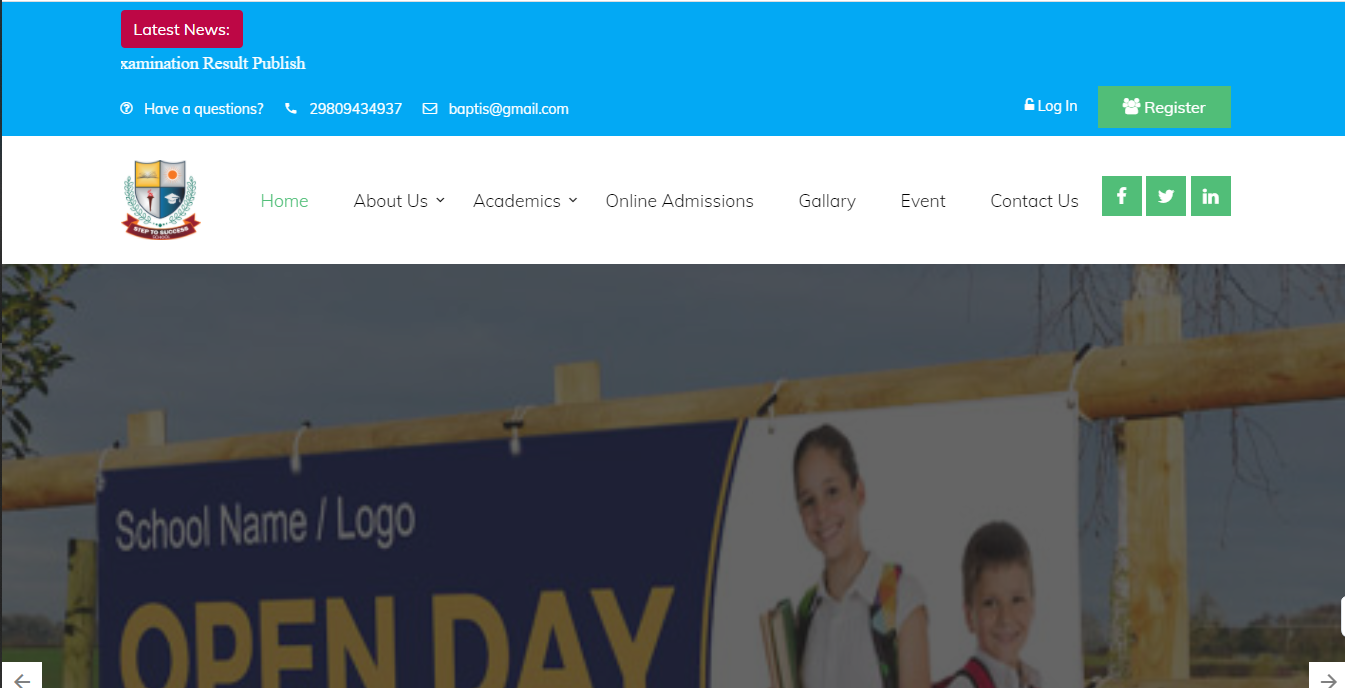 Latest News:
xamination Result Publish
Have a questions? 29809434937 baptis@gmail.com
Log In Register
STEP TO SUCCESS
SCHOOL
Home About Us Academics Online Admissions Gallary Event Contact Us
School Name / Logo
OPEN DAY